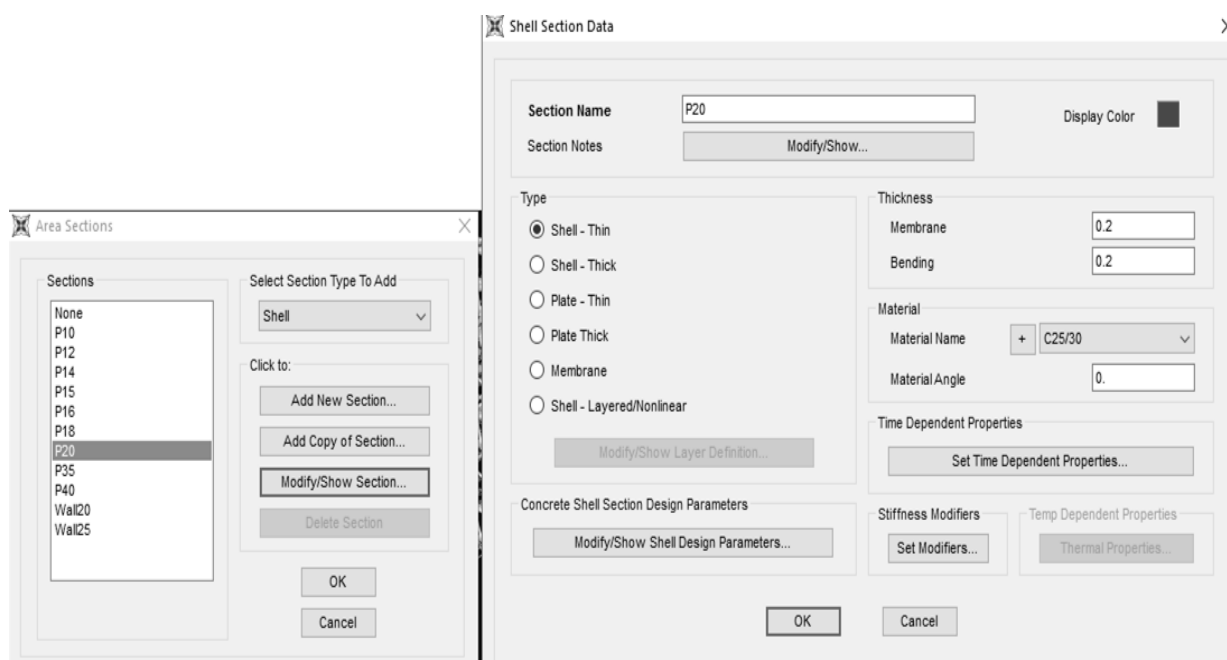 Area Sections
Sections
None
P10
P12
P14
P15
P16
P18
P20
P35
P40
Wall20
Wall25
Select Section Type To Add
Shell
Click to:
Add New Section...
Add Copy of Section...
Modify/Show Section...
Delete Section
OK
Cancel
Shell Section Data
Section Name P20 Display Color
Section Notes Modify/Show...
Type
Shell - Thin
Shell - Thick
Plate - Thin
Plate Thick
Membrane
Shell - Layered/Nonlinear
Modify/Show Layer Definition...
Concrete Shell Section Design Parameters
Modify/Show Shell Design Parameters...
Thickness
Membrane 0.2
Bending 0.2
Material
Material Name + C25/30
Material Angle 0.
Time Dependent Properties
Set Time Dependent Properties...
Stiffness Modifiers
Set Modifiers...
Temp Dependent Properties
Thermal Properties...
OK Cancel